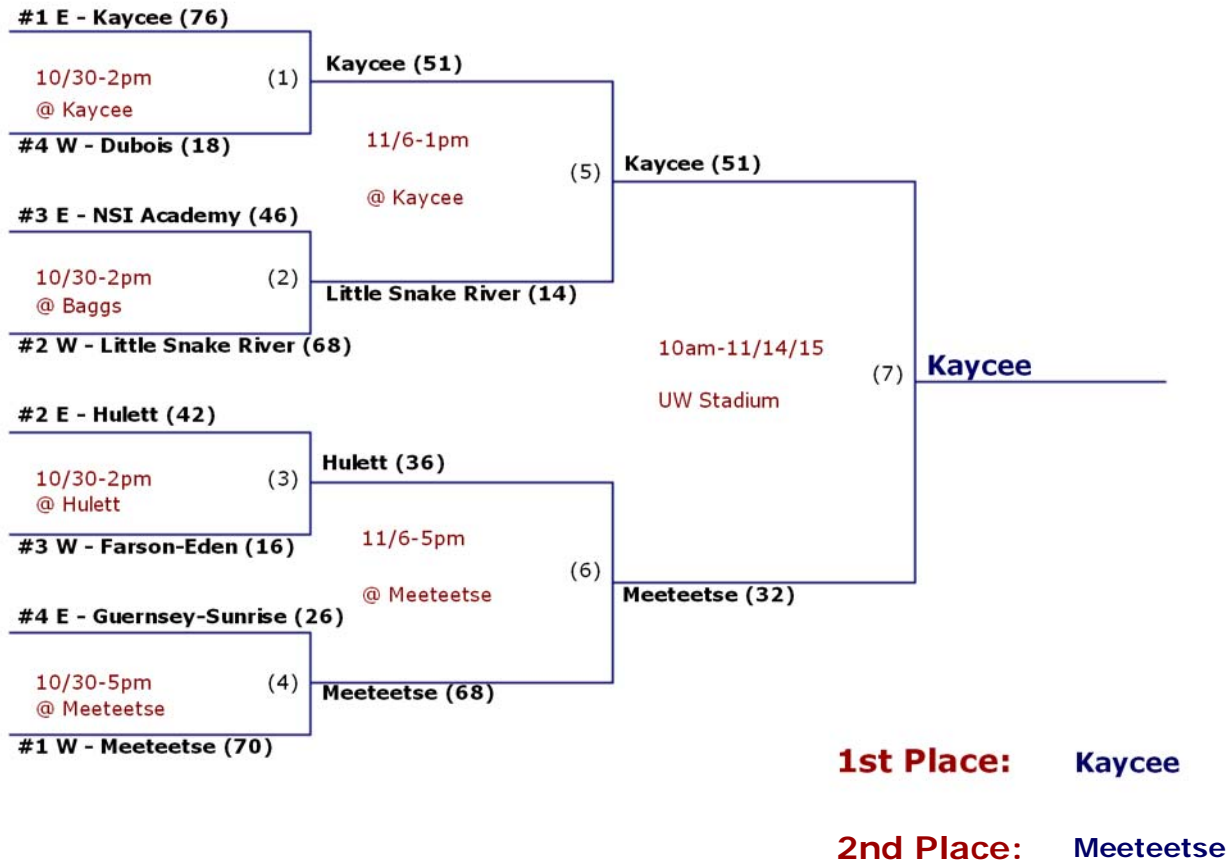 #1 E - Kaycee (76)
10/30-2pm
(1)
@ Kaycee
#4 W - Dubois (18)
Kaycee (51)
11/6-1pm
(5)
@ Kaycee
#3 E - NSI Academy (46)
10/30-2pm
(2)
@ Baggs
#2 W - Little Snake River (68)
Little Snake River (14)
Kaycee (51)
10am-11/14/15
(7)
UW Stadium
Kaycee
#2 E - Hulett (42)
10/30-2pm
(3)
@ Hulett
#3 W - Farson-Eden (16)
Hulett (36)
11/6-5pm
(6)
@ Meeteetse
#4 E - Guernsey-Sunrise (26)
10/30-5pm
(4)
@ Meeteetse
#1 W - Meeteetse (70)
Meeteetse (68)
Meeteetse (32)
1st Place: Kaycee
2nd Place: Meeteetse